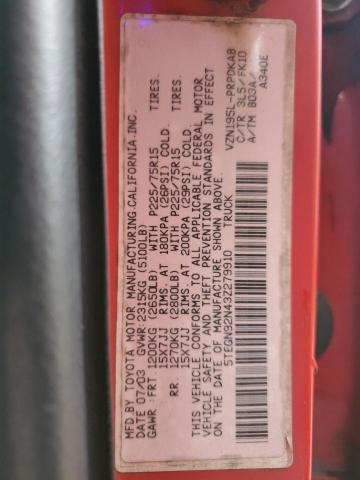 MFD BY TOYOTA MOTOR MANUFACTURING,CALIFORNIA,INC.
DATE 07/03 GVWR:2315KG (5100LB)
GAWR: FRT.1200KG (2650LB) WITH P225/75R15 TIRES.
15X7JJ RIMS. AT 180KPA (26PSI) COLD.
RR. 1270KG (2800LB) WITH P225/75R15 TIRES.
15X7JJ RIMS. AT 200KPA (29PSI) COLD.
THIS VEHICLE CONFORMS TO ALL APPLICABLE FEDERAL MOTOR
VEHICLE SAFETY AND THEFT PREVENTION STANDARDS IN EFFECT
ON THE DATE OF MANUFACTURE SHOWN ABOVE.
5TEGN92N43Z279910 TRUCK
VZN195L-PRPDKAB
C/TR 3L5/FK10
A/TM B03A/
A340E